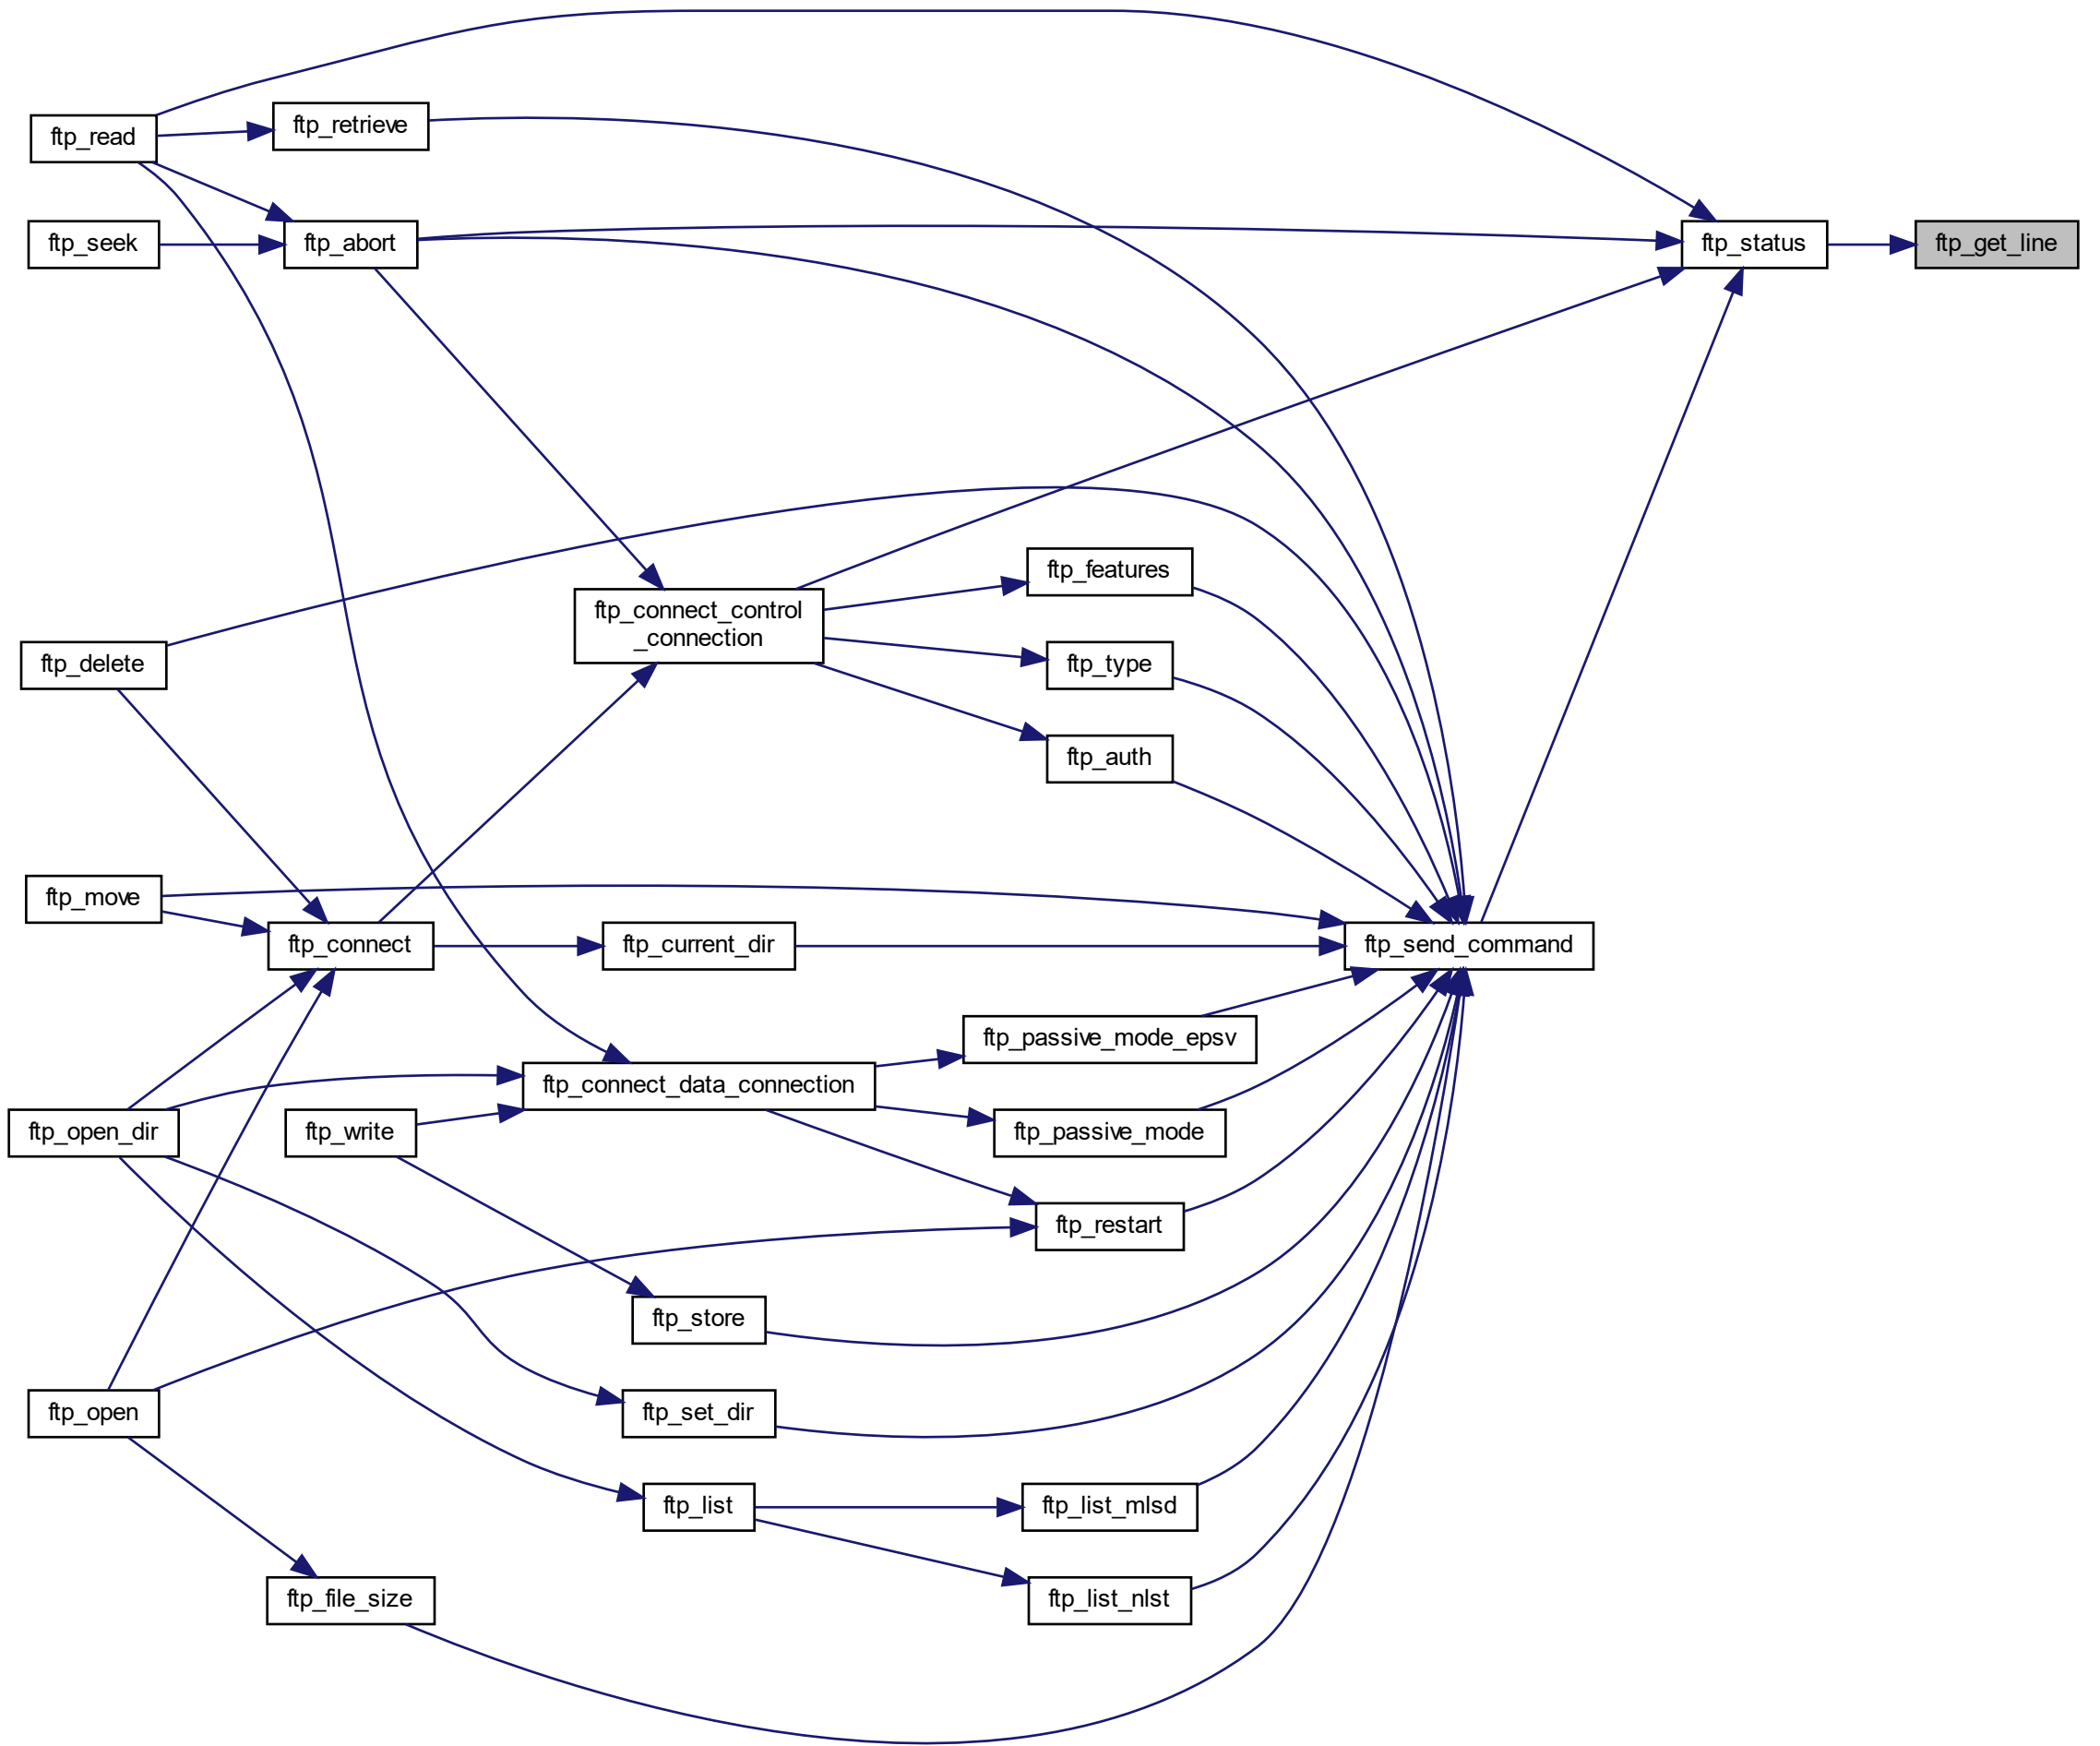 ftp_read
ftp_retrieve
ftp_seek
ftp_abort
ftp_status
ftp_get_line
ftp_features
ftp_connect_control
_connection
ftp_type
ftp_delete
ftp_auth
ftp_move
ftp_connect
ftp_current_dir
ftp_send_command
ftp_passive_mode_epsv
ftp_connect_data_connection
ftp_open_dir
ftp_write
ftp_passive_mode
ftp_restart
ftp_store
ftp_open
ftp_set_dir
ftp_list
ftp_list_mlsd
ftp_file_size
ftp_list_nlst